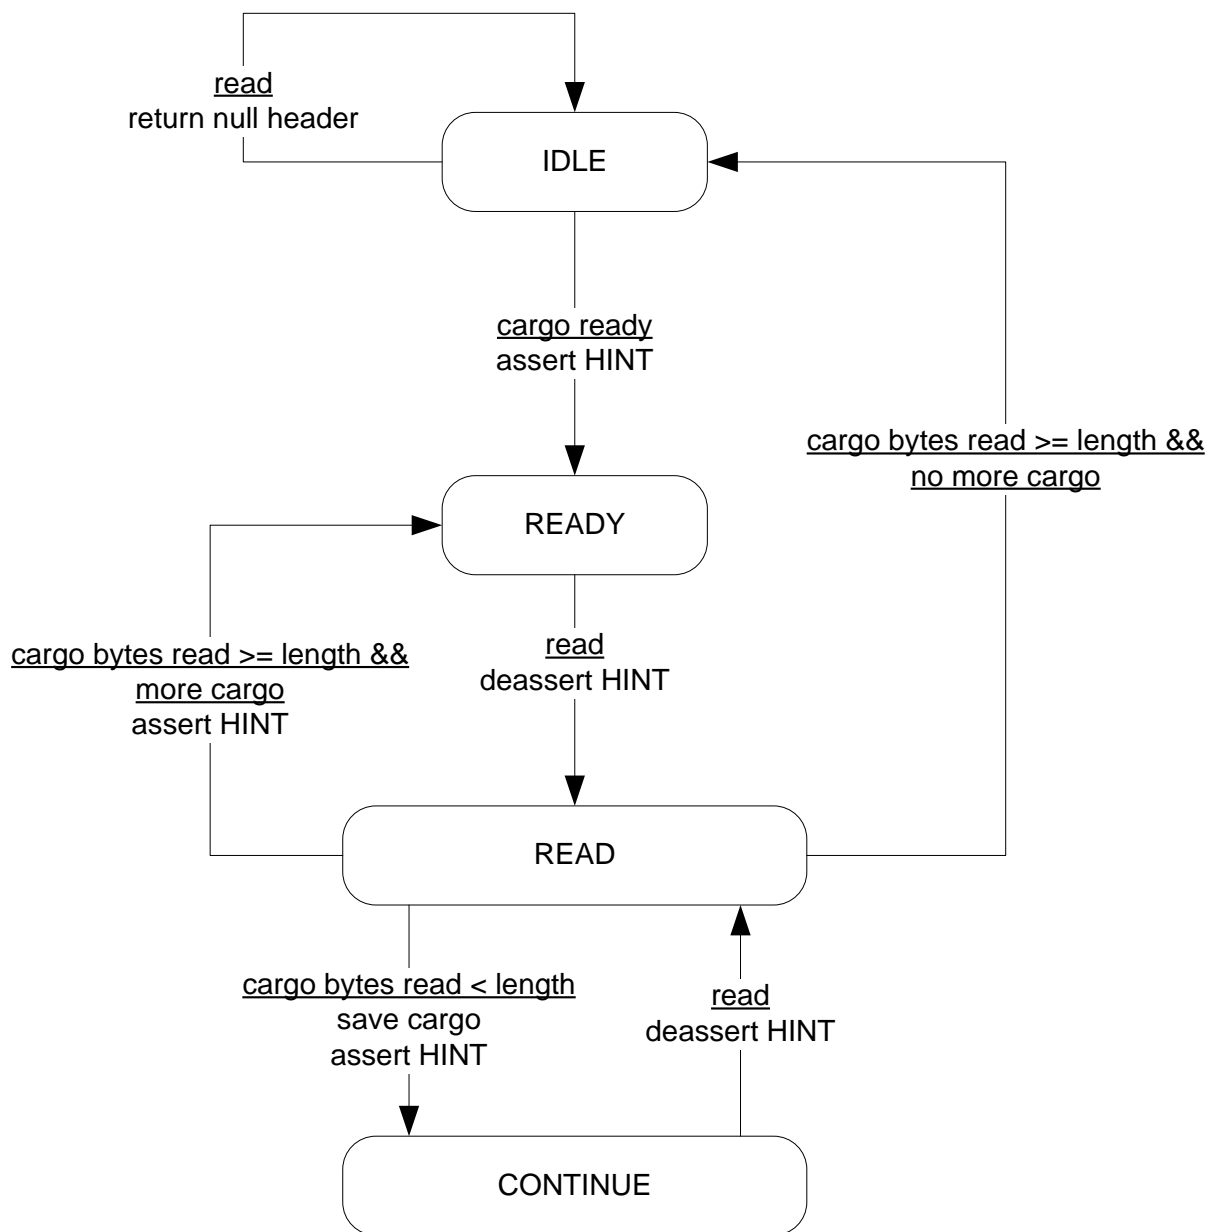 read
return null header
IDLE
cargo ready
assert HINT
cargo bytes read >= length &&
no more cargo
READY
cargo bytes read >= length &&
more cargo
assert HINT
read
deassert HINT
READ
cargo bytes read < length
save cargo
assert HINT
read
deassert HINT
CONTINUE